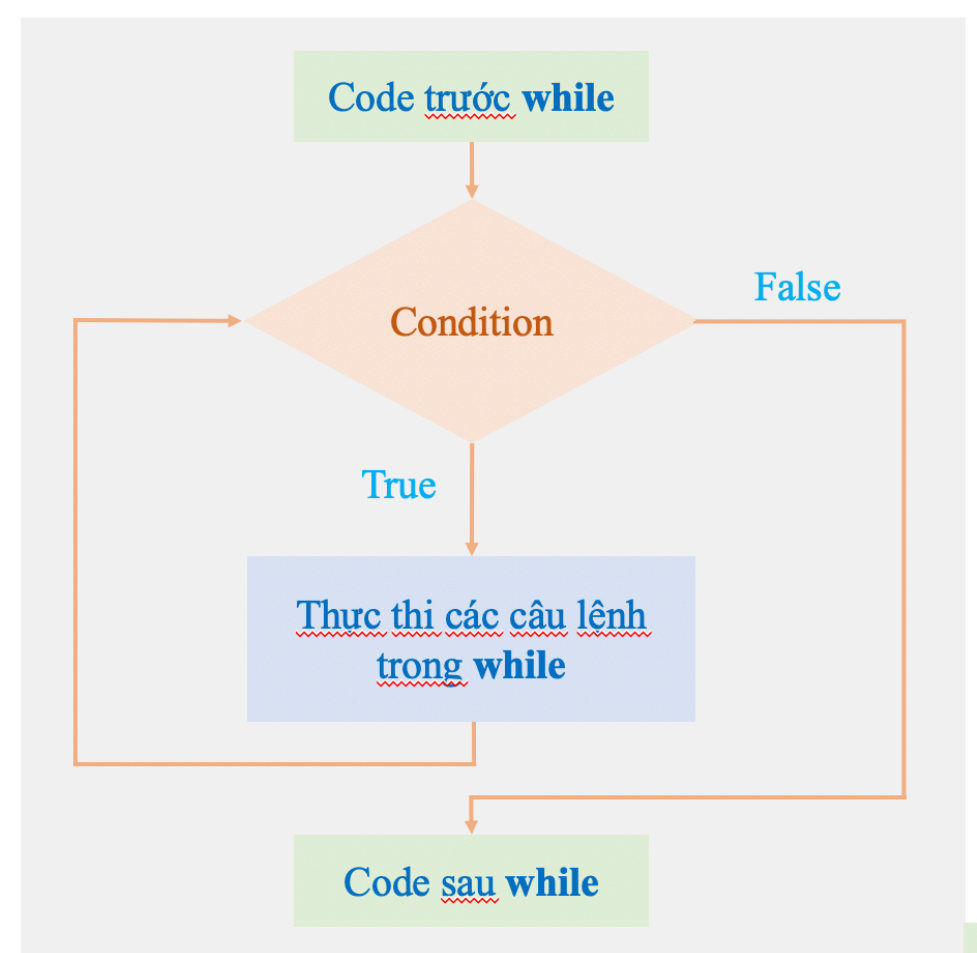 Code trước while
Condition
False
True
Thực thi các câu lệnh
trong while
Code sau while